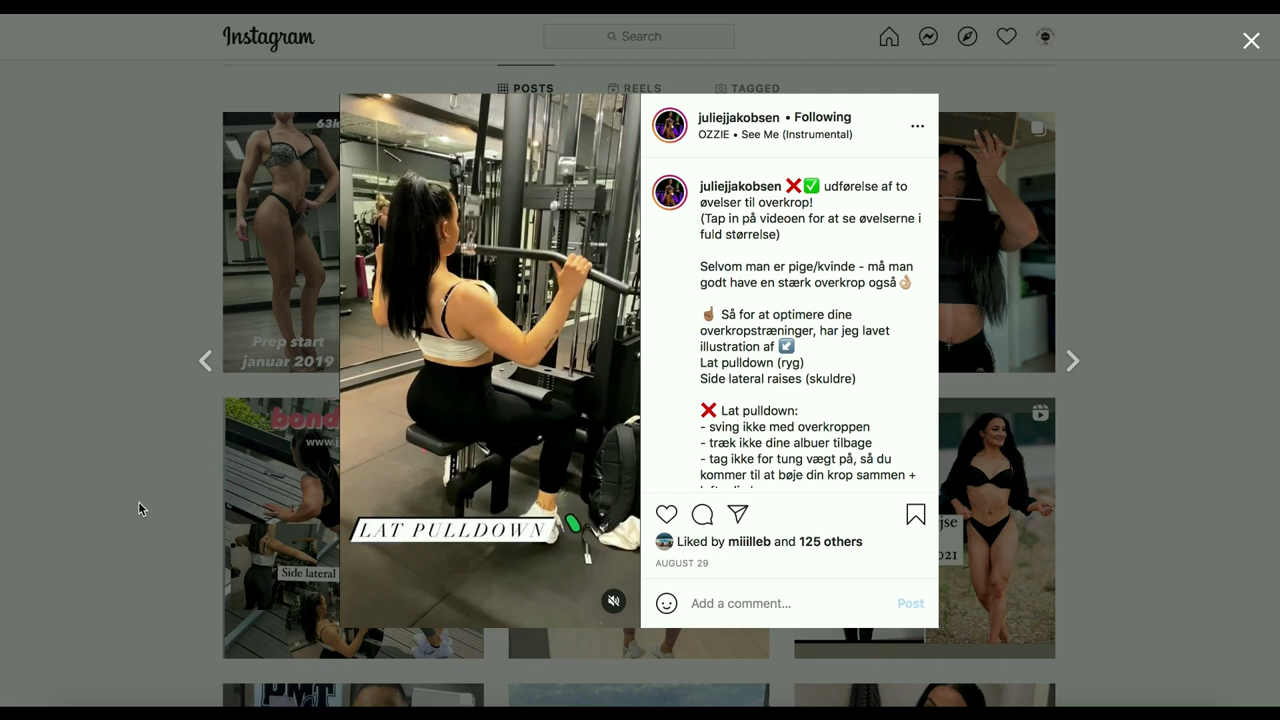 Instagram
Search
POSTS
REELS
TAGGED
63k
Prep start
januar 2019
www.j
Side lateral
PMT
LAT PULLDOWN
juliejjakobsen • Following
OZZIE • See Me (Instrumental)
juliejjakobsen ❌✅ udførelse af to
øvelser til overkrop!
(Tap in på videoen for at se øvelserne i
fuld størrelse)
Selvom man er pige/kvinde - må man
godt have en stærk overkrop også👌🏽
☝🏽 Så for at optimere dine
overkropstræninger, har jeg lavet
illustration af ↙️
Lat pulldown (ryg)
Side lateral raises (skuldre)
❌ Lat pulldown:
- sving ikke med overkroppen
- træk ikke dine albuer tilbage
- tag ikke for tung vægt på, så du
kommer til at bøje din krop sammen +
Liked by miiilleb and 125 others
AUGUST 29
Add a comment...
Post
jse
2021